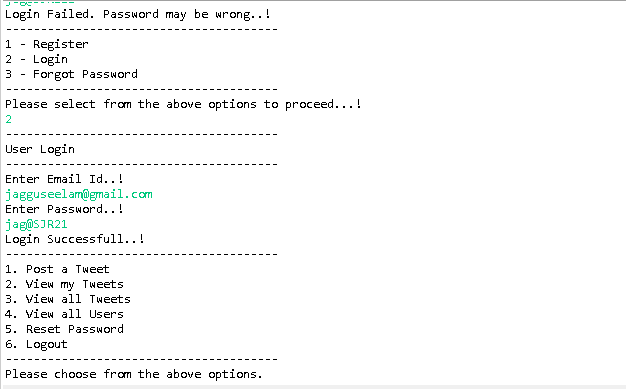 Login Failed. Password may be wrong..!
-------------------------------------
1 - Register
2 - Login
3 - Forgot Password
-------------------------------------
Please select from the above options to proceed...!
2
-------------------------------------
User Login
-------------------------------------
Enter Email Id..!
jagguseelam@gmail.com
Enter Password..!
jag@SJR21
Login Successfull..!
-------------------------------------
1. Post a Tweet
2. View my Tweets
3. View all Tweets
4. View all Users
5. Reset Password
6. Logout
-------------------------------------
Please choose from the above options.